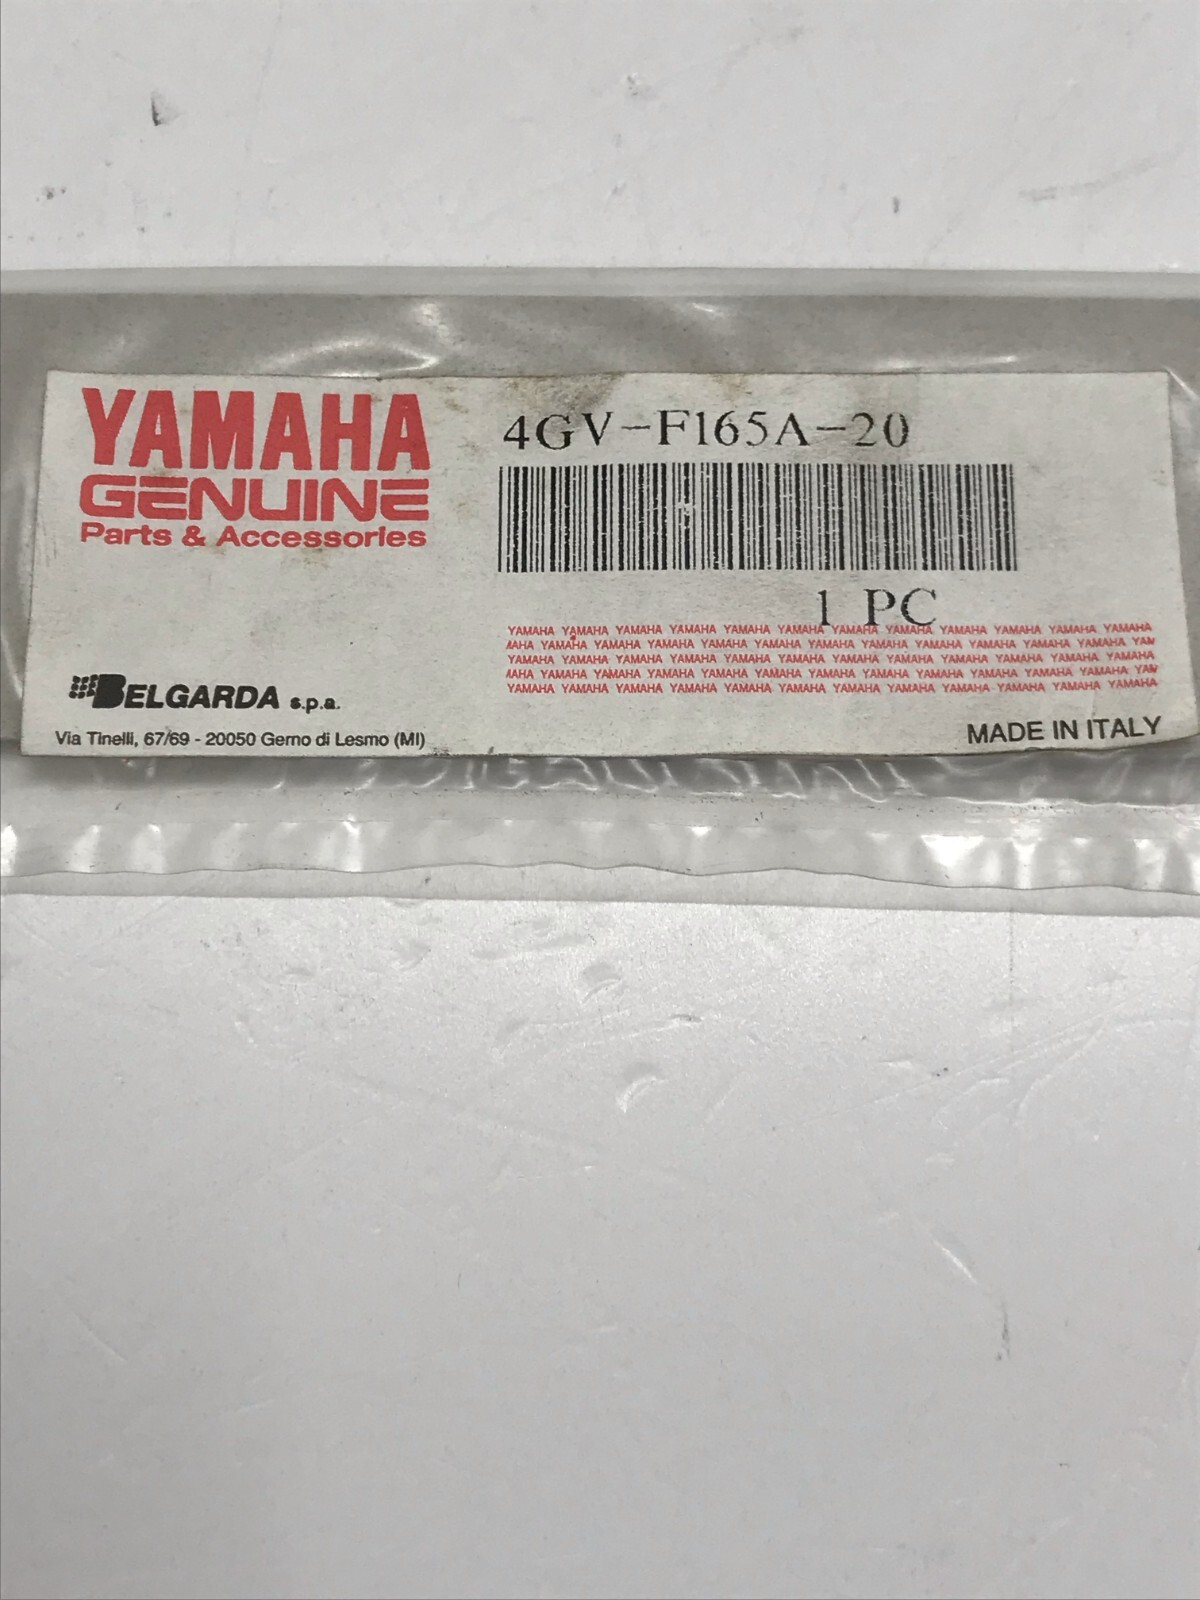 YAMAHA
GENUINE
Parts & Accessories
4GV-F165A-20
1 PC
YAMAHA YAMAHA YAMAHA YAMAHA YAMAHA YAMAHA YAMAHA YAMAHA YAMAHA YAMAHA YAMAHA YAMAHA
AAHA YAMAHA YAMAHA YAMAHA YAMAHA YAMAHA YAMAHA YAMAHA YAMAHA YAMAHA YAMAHA YAMAHA YAM
YAMAHA YAMAHA YAMAHA YAMAHA YAMAHA YAMAHA YAMAHA YAMAHA YAMAHA YAMAHA YAMAHA YAMAHA
AAHA YAMAHA YAMAHA YAMAHA YAMAHA YAMAHA YAMAHA YAMAHA YAMAHA YAMAHA YAMAHA YAMAHA YAM
YAMAHA YAMAHA YAMAHA YAMAHA YAMAHA YAMAHA YAMAHA YAMAHA YAMAHA YAMAHA YAMAHA YAMAHA
BELGARDA s.p.a.
Via Tinelli, 67/69 - 20050 Gerno di Lesmo (MI)
MADE IN ITALY